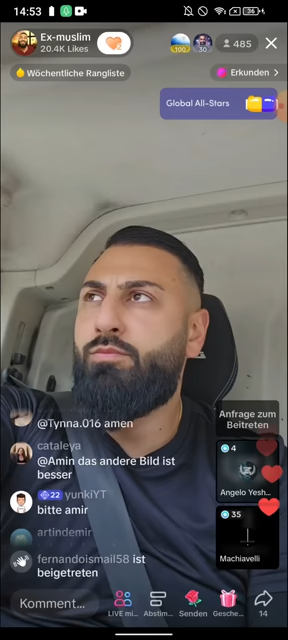 14:53
36
Ex-muslim
20.4K Likes
100
30
485
Wöchentliche Rangliste
Erkunden >
Global All-Stars
@Tynna.016 amen
cataleya
@Amin das andere Bild ist
besser
22 yunkiYT
bitte amir
artindemir
fernandoismail58 ist
beigetreten
Anfrage zum
Beitreten
4
Angelo Yesh...
35
Machiavelli
Komment...
LIVE mi...
Abstim...
Senden
Gesche...
14